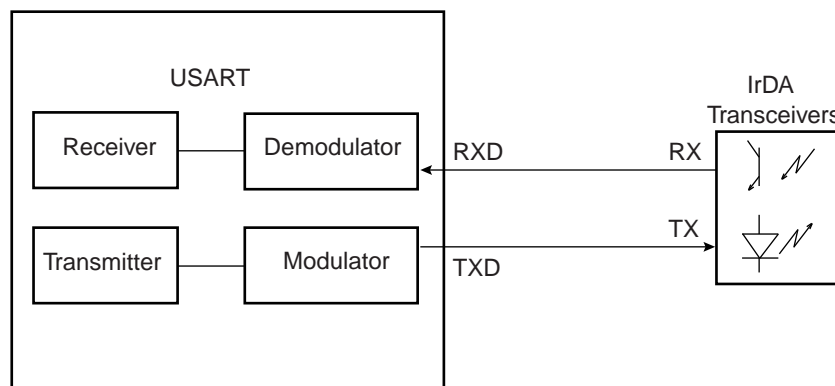 USART
IrDA
Transceivers
Receiver
Demodulator
RXD
RX
Transmitter
Modulator
TX
TXD